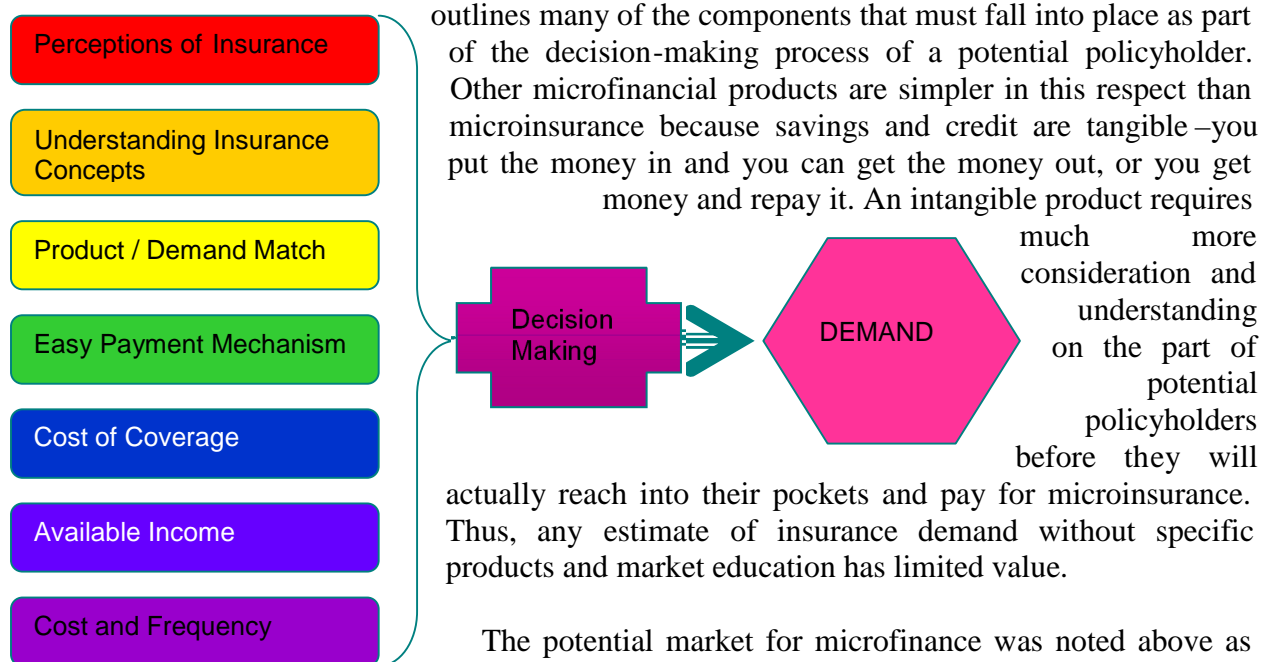 Perceptions of Insurance
Understanding Insurance
Concepts
Product / Demand Match
Easy Payment Mechanism
Cost of Coverage
Available Income
Cost and Frequency
Decision
Making
DEMAND
outlines many of the components that must fall into place as part
of the decision-making process of a potential policyholder.
Other microfinancial products are simpler in this respect than
microinsurance because savings and credit are tangible –you
put the money in and you can get the money out, or you get
money and repay it. An intangible product requires
much more
consideration and
understanding
on the part of
potential
policyholders
before they will
actually reach into their pockets and pay for microinsurance.
Thus, any estimate of insurance demand without specific
products and market education has limited value.
The potential market for microfinance was noted above as